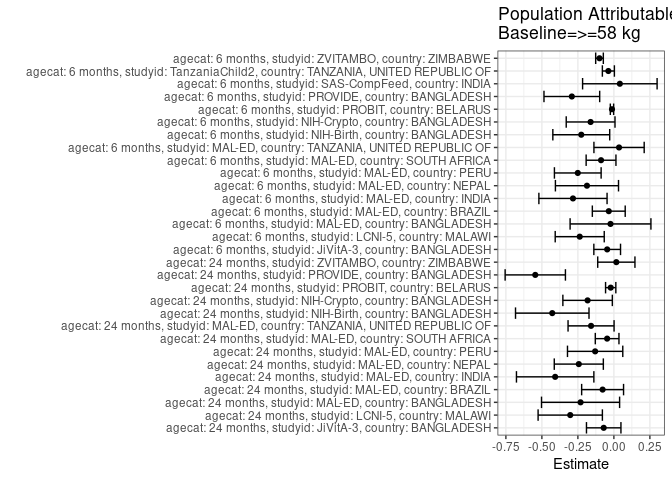 Population Attributable
Baseline=>=58 kg
agecat: 6 months, studyid: ZVITAMBO, country: ZIMBABWE
agecat: 6 months, studyid: TanzaniaChild2, country: TANZANIA, UNITED REPUBLIC OF
agecat: 6 months, studyid: SAS-CompFeed, country: INDIA
agecat: 6 months, studyid: PROVIDE, country: BANGLADESH
agecat: 6 months, studyid: PROBIT, country: BELARUS
agecat: 6 months, studyid: NIH-Crypto, country: BANGLADESH
agecat: 6 months, studyid: NIH-Birth, country: BANGLADESH
agecat: 6 months, studyid: MAL-ED, country: TANZANIA, UNITED REPUBLIC OF
agecat: 6 months, studyid: MAL-ED, country: SOUTH AFRICA
agecat: 6 months, studyid: MAL-ED, country: PERU
agecat: 6 months, studyid: MAL-ED, country: NEPAL
agecat: 6 months, studyid: MAL-ED, country: INDIA
agecat: 6 months, studyid: MAL-ED, country: BRAZIL
agecat: 6 months, studyid: MAL-ED, country: BANGLADESH
agecat: 6 months, studyid: LCNI-5, country: MALAWI
agecat: 6 months, studyid: JiVitA-3, country: BANGLADESH
agecat: 24 months, studyid: ZVITAMBO, country: ZIMBABWE
agecat: 24 months, studyid: PROVIDE, country: BANGLADESH
agecat: 24 months, studyid: PROBIT, country: BELARUS
agecat: 24 months, studyid: NIH-Crypto, country: BANGLADESH
agecat: 24 months, studyid: NIH-Birth, country: BANGLADESH
agecat: 24 months, studyid: MAL-ED, country: TANZANIA, UNITED REPUBLIC OF
agecat: 24 months, studyid: MAL-ED, country: SOUTH AFRICA
agecat: 24 months, studyid: MAL-ED, country: PERU
agecat: 24 months, studyid: MAL-ED, country: NEPAL
agecat: 24 months, studyid: MAL-ED, country: INDIA
agecat: 24 months, studyid: MAL-ED, country: BRAZIL
agecat: 24 months, studyid: MAL-ED, country: BANGLADESH
agecat: 24 months, studyid: LCNI-5, country: MALAWI
agecat: 24 months, studyid: JiVitA-3, country: BANGLADESH
-0.75 -0.50 -0.25 0.00 0.25
Estimate